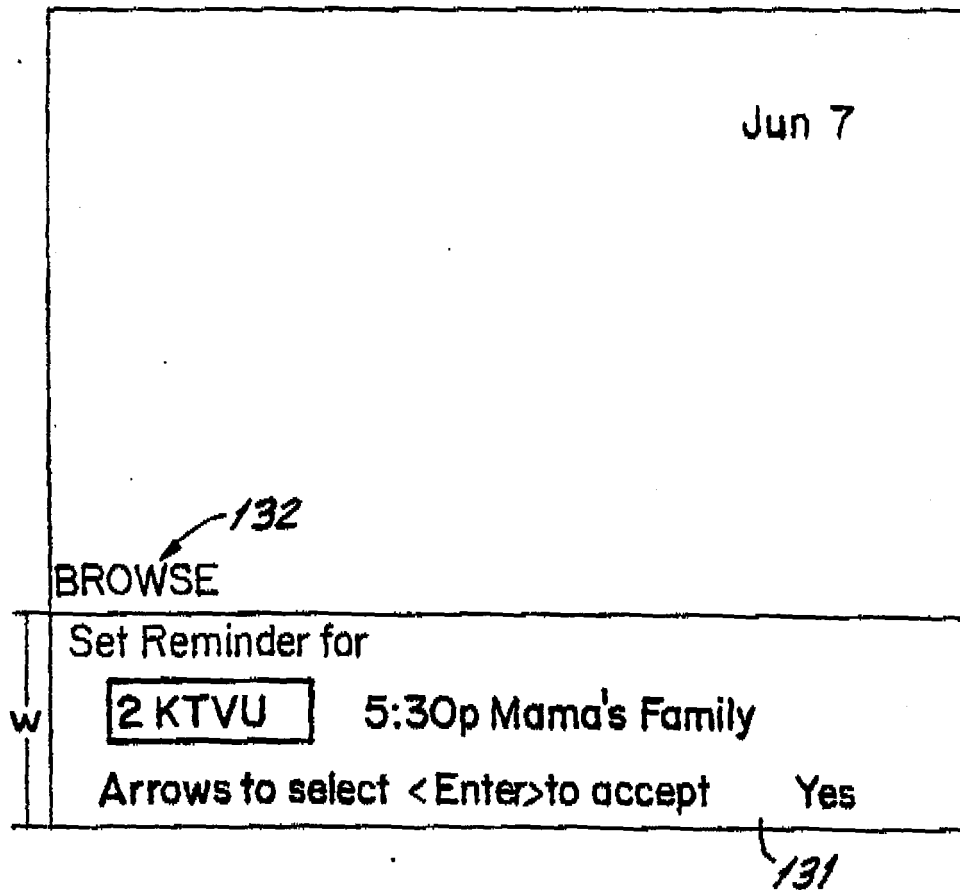 Jun 7
132
BROWSE
Set Reminder for
2 KTVU 5:30p Mama's Family
W
Arrows to select <Enter>to accept Yes
131